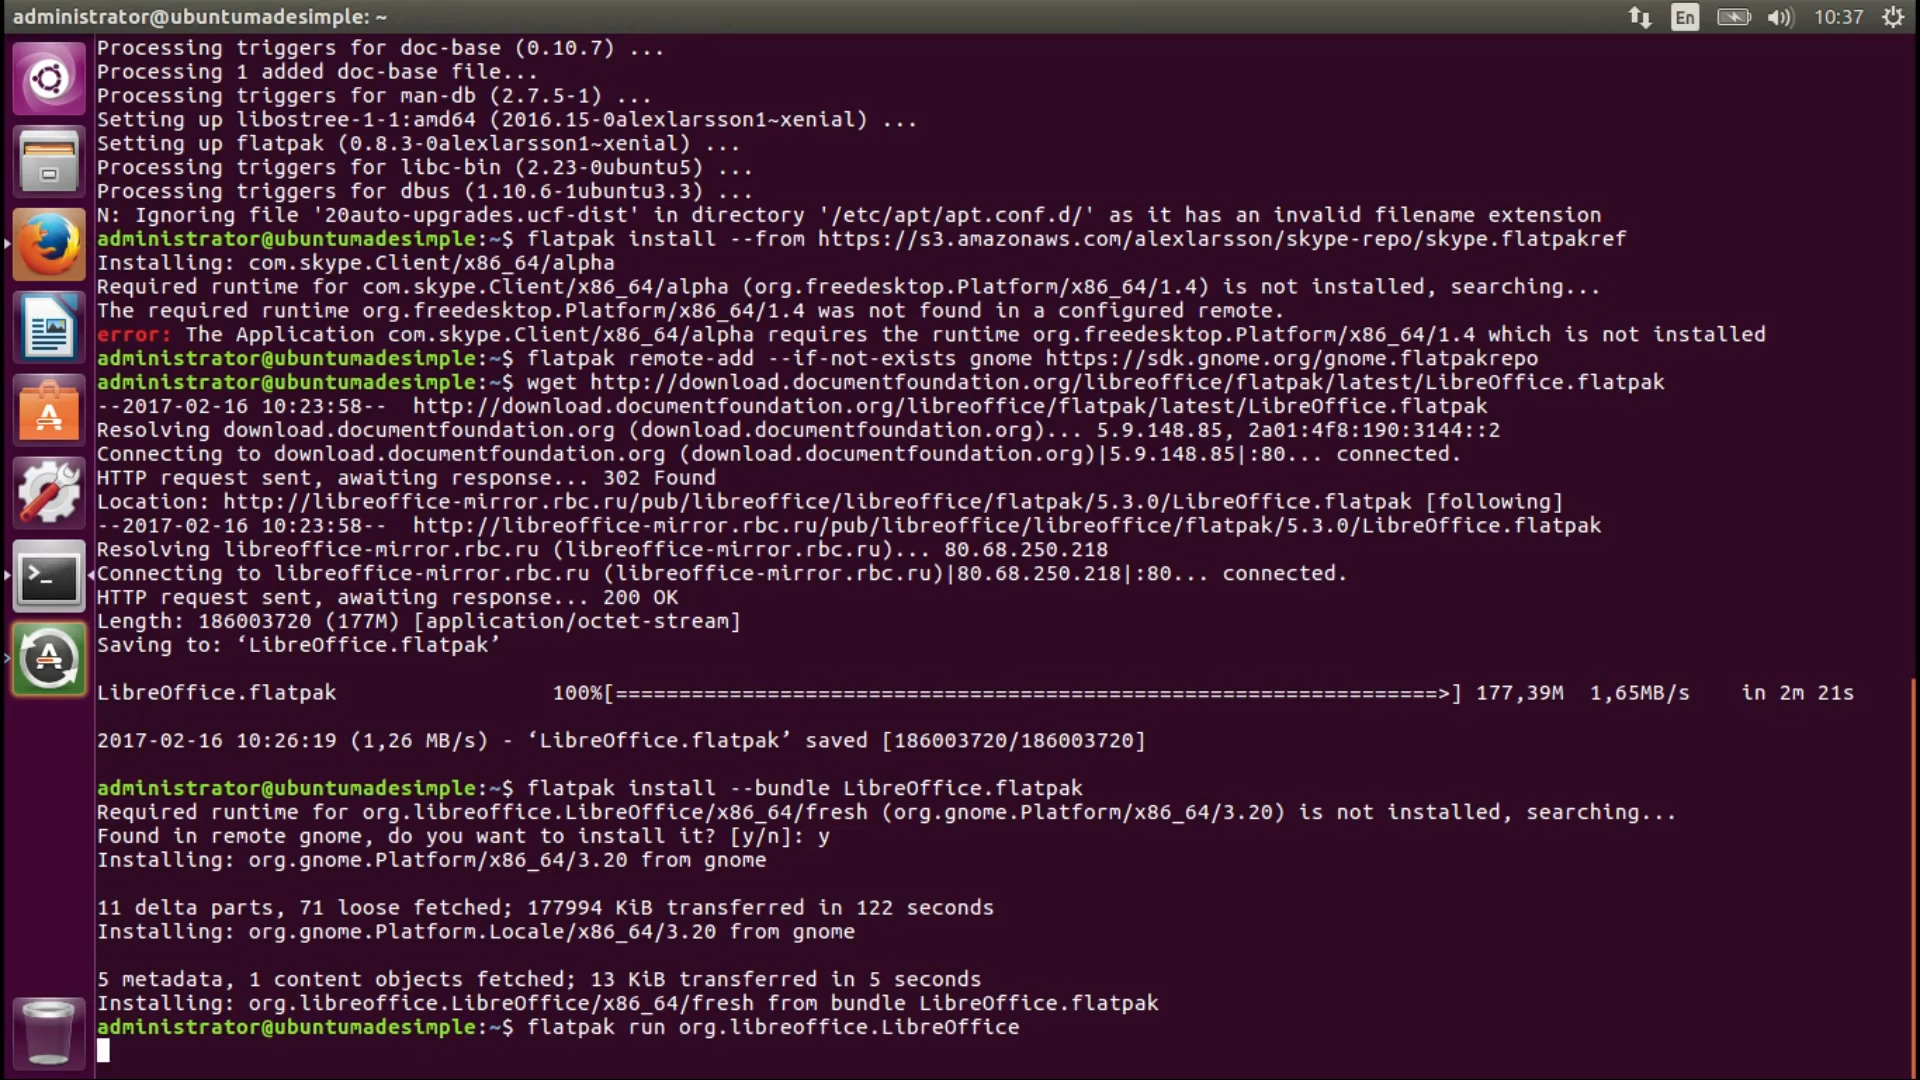 administrator@ubuntumadesimple: ~
En
10:37
Processing triggers for doc-base (0.10.7) ...
Processing 1 added doc-base file...
Processing triggers for man-db (2.7.5-1) ...
Setting up libostree-1-1:amd64 (2016.15-0alexlarsson1~xenial) ...
Setting up flatpak (0.8.3-0alexlarsson1~xenial) ...
Processing triggers for libc-bin (2.23-0ubuntu5) ...
Processing triggers for dbus (1.10.6-1ubuntu3.3) ...
N: Ignoring file '20auto-upgrades.ucf-dist' in directory '/etc/apt/apt.conf.d/' as it has an invalid filename extension
administrator@ubuntumadesimple:~$ flatpak install --from https://s3.amazonaws.com/alexlarsson/skype-repo/skype.flatpakref
Installing: com.skype.Client/x86_64/alpha
Required runtime for com.skype.Client/x86_64/alpha (org.freedesktop.Platform/x86_64/1.4) is not installed, searching...
The required runtime org.freedesktop.Platform/x86_64/1.4 was not found in a configured remote.
error: The Application com.skype.Client/x86_64/alpha requires the runtime org.freedesktop.Platform/x86_64/1.4 which is not installed
administrator@ubuntumadesimple:~$ flatpak remote-add --if-not-exists gnome https://sdk.gnome.org/gnome.flatpakrepo
administrator@ubuntumadesimple:~$ wget http://download.documentfoundation.org/libreoffice/flatpak/latest/LibreOffice.flatpak
--2017-02-16 10:23:58--  http://download.documentfoundation.org/libreoffice/flatpak/latest/LibreOffice.flatpak
Resolving download.documentfoundation.org (download.documentfoundation.org)... 5.9.148.85, 2a01:4f8:190:3144::2
Connecting to download.documentfoundation.org (download.documentfoundation.org)|5.9.148.85|:80... connected.
HTTP request sent, awaiting response... 302 Found
Location: http://libreoffice-mirror.rbc.ru/pub/libreoffice/libreoffice/flatpak/5.3.0/LibreOffice.flatpak [following]
--2017-02-16 10:23:58--  http://libreoffice-mirror.rbc.ru/pub/libreoffice/libreoffice/flatpak/5.3.0/LibreOffice.flatpak
Resolving libreoffice-mirror.rbc.ru (libreoffice-mirror.rbc.ru)... 80.68.250.218
Connecting to libreoffice-mirror.rbc.ru (libreoffice-mirror.rbc.ru)|80.68.250.218|:80... connected.
HTTP request sent, awaiting response... 200 OK
Length: 186003720 (177M) [application/octet-stream]
Saving to: ‘LibreOffice.flatpak’
LibreOffice.flatpak                 100%[=================================================================>] 177,39M  1,65MB/s    in 2m 21s
2017-02-16 10:26:19 (1,26 MB/s) - ‘LibreOffice.flatpak’ saved [186003720/186003720]
administrator@ubuntumadesimple:~$ flatpak install --bundle LibreOffice.flatpak
Required runtime for org.libreoffice.LibreOffice/x86_64/fresh (org.gnome.Platform/x86_64/3.20) is not installed, searching...
Found in remote gnome, do you want to install it? [y/n]: y
Installing: org.gnome.Platform/x86_64/3.20 from gnome
11 delta parts, 71 loose fetched; 177994 KiB transferred in 122 seconds
Installing: org.gnome.Platform.Locale/x86_64/3.20 from gnome
5 metadata, 1 content objects fetched; 13 KiB transferred in 5 seconds
Installing: org.libreoffice.LibreOffice/x86_64/fresh from bundle LibreOffice.flatpak
administrator@ubuntumadesimple:~$ flatpak run org.libreoffice.LibreOffice